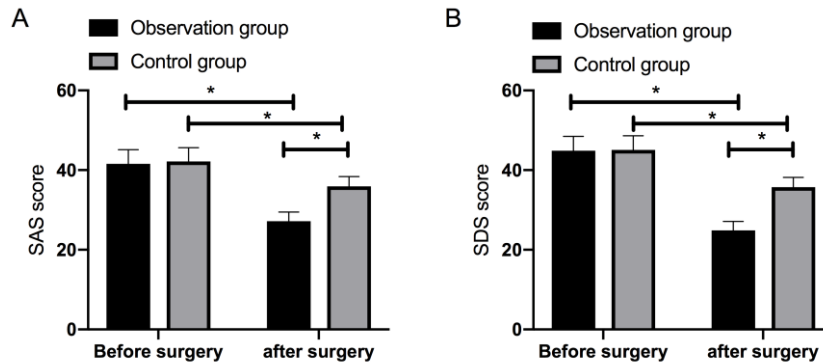 A
Observation group
Control group
SAS score
60
40
20
0
*
*
*
Before surgery
after surgery
B
Observation group
Control group
SDS score
60
40
20
0
*
*
*
Before surgery
after surgery